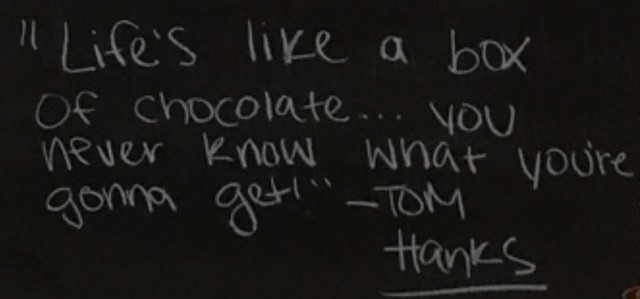 "Life's like a box
of chocolate... you
never know what you're
gonna get!" -TOM
Hanks